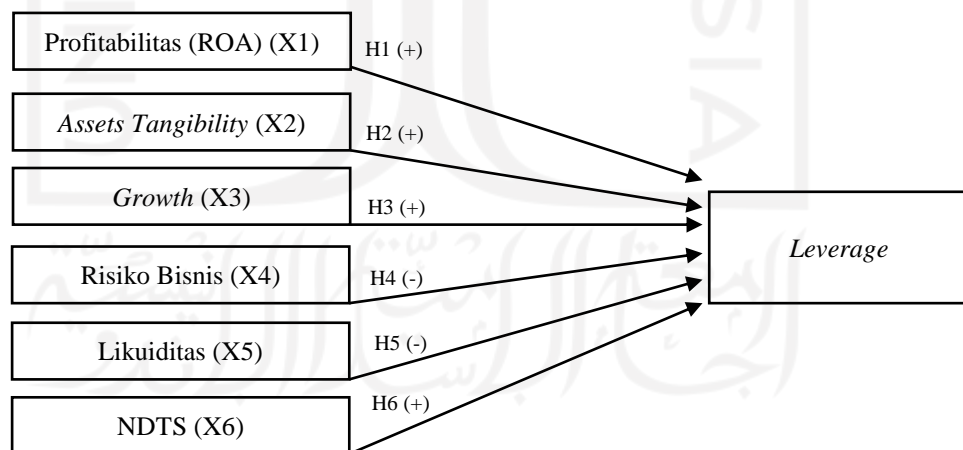 Profitabilitas (ROA) (X1)
H1 (+)
Assets Tangibility (X2)
H2 (+)
Growth (X3)
H3 (+)
Leverage
Risiko Bisnis (X4)
H4 (-)
Likuiditas (X5)
H5 (-)
NDTS (X6)
H6 (+)